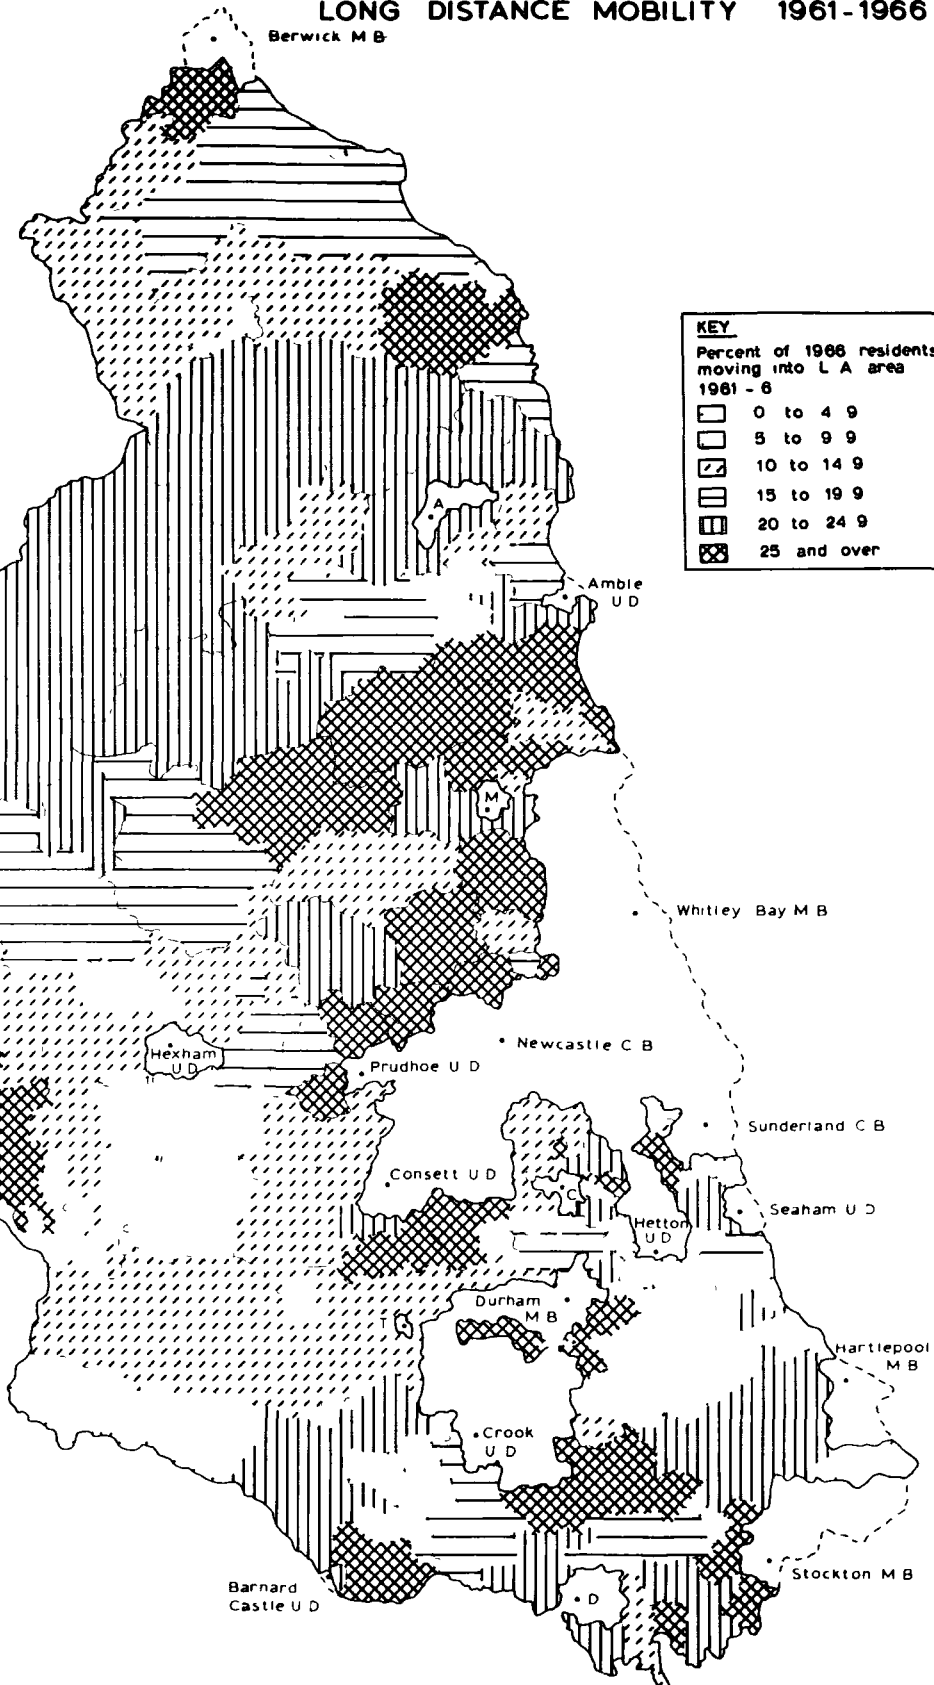 LONG DISTANCE MOBILITY 1961-1966
Berwick M B
KEY
Percent of 1966 residents
moving into L A area
1961 - 6
0 to 4 9
5 to 9 9
10 to 14 9
15 to 19 9
20 to 24 9
25 and over
A
Amble
U D
M
Whitley Bay M B
Newcastle C B
Hexham
U D
Prudhoe U D
Sunderland C B
Consett U D
C
Seaham U D
Hetton
U D
Durham
M B
T
Hartlepool
M B
Crook
U D
Stockton M B
Barnard
Castle U D
D